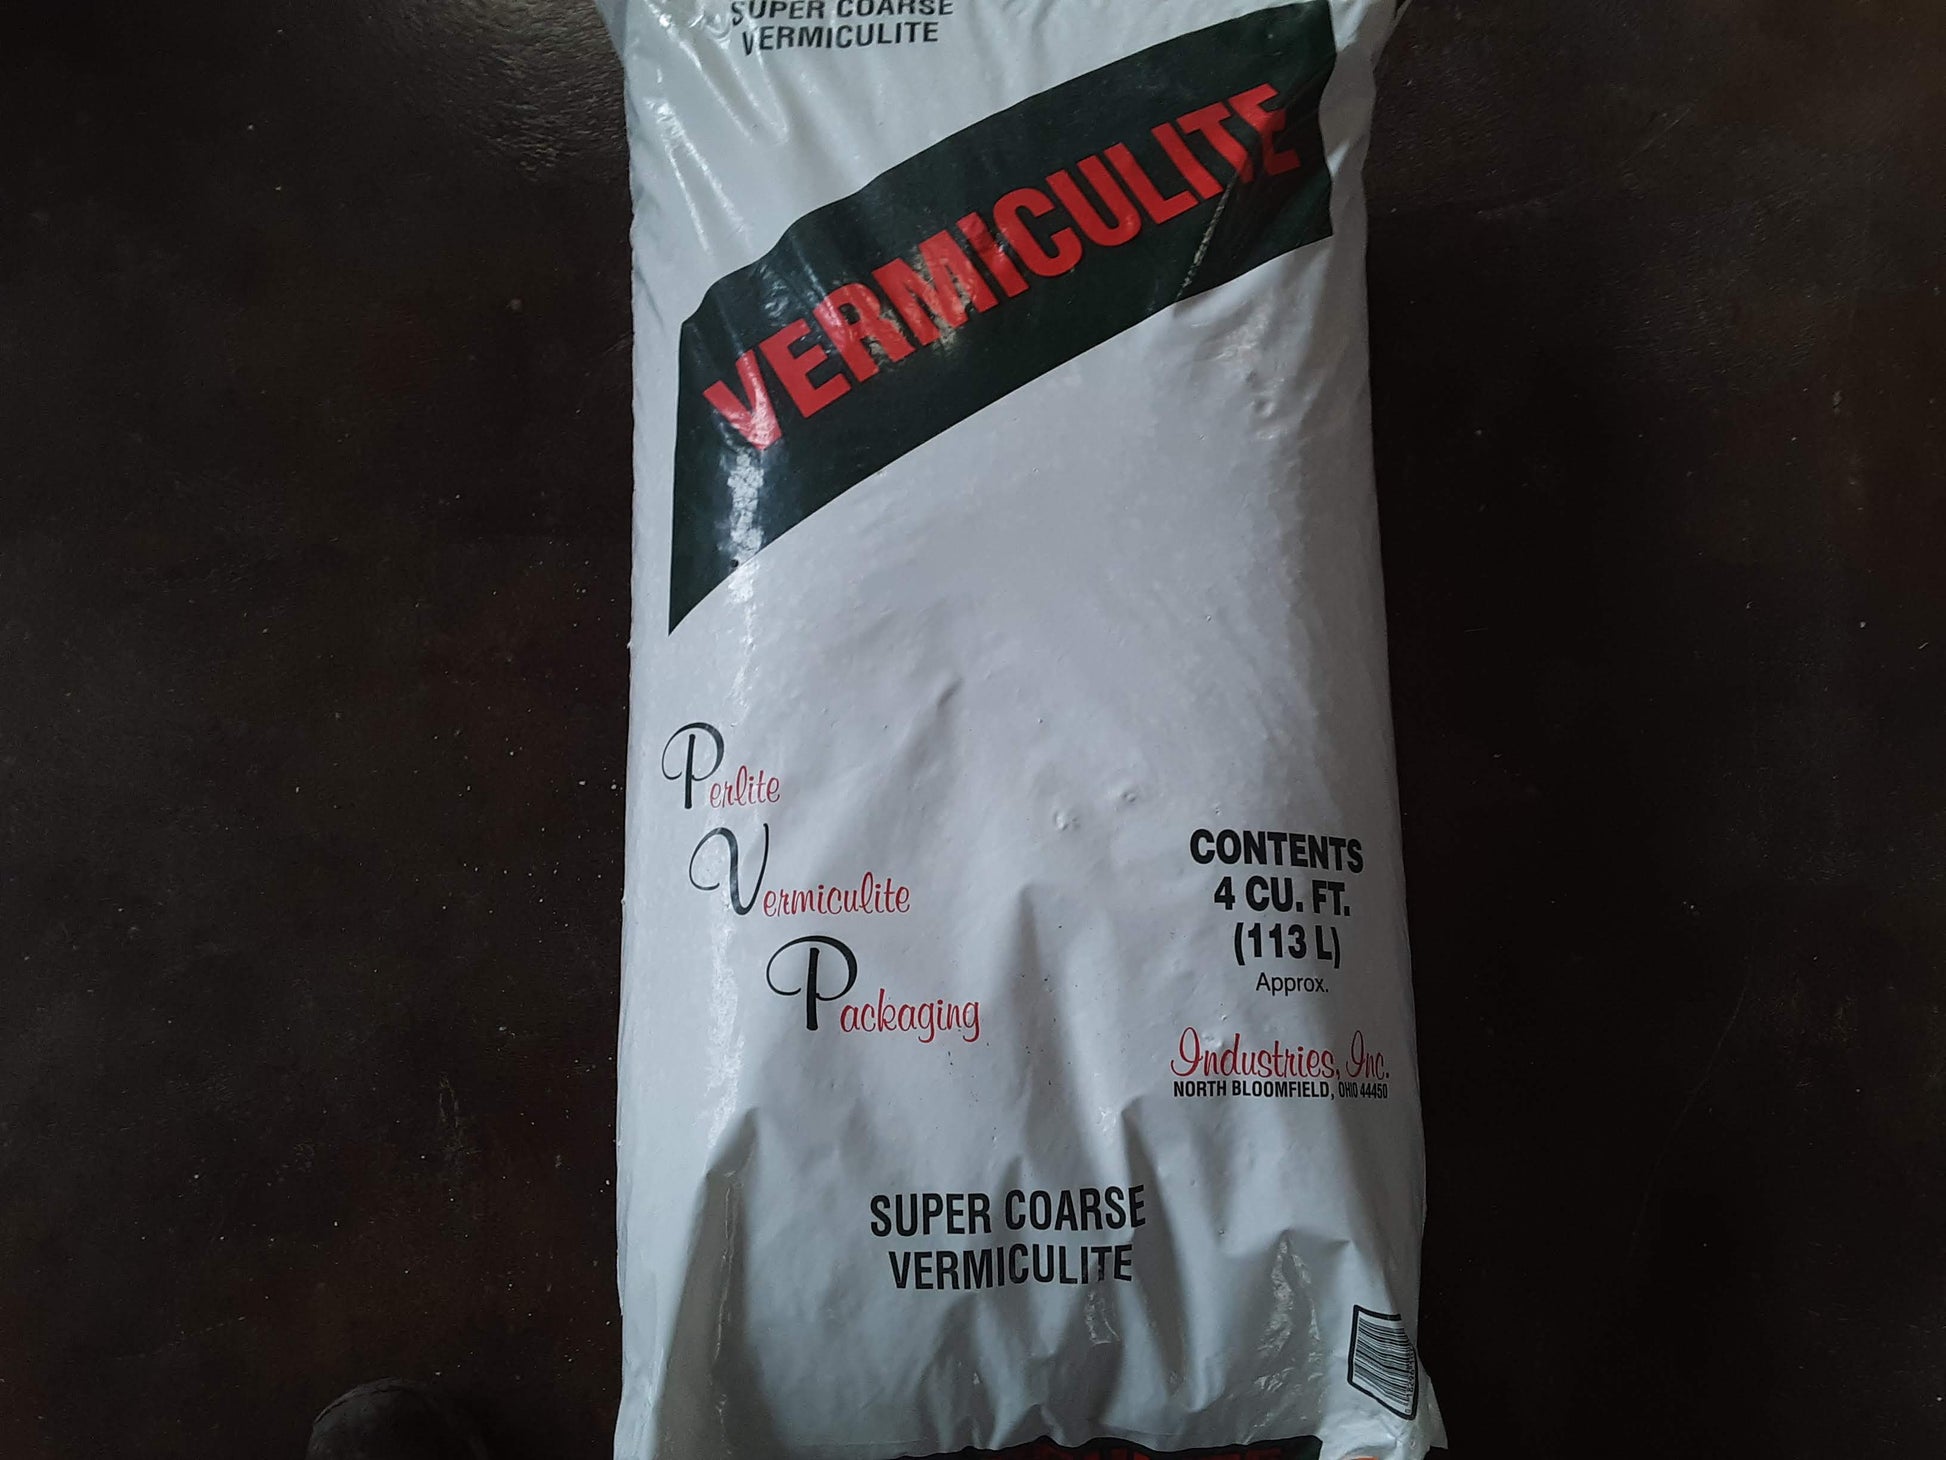 SUPER COARSE
VERMICULITE
VERMICULITE
Perlite
Vermiculite
Packaging
CONTENTS
4 CU. FT.
(113 L)
Approx.
Industries, Inc.
NORTH BLOOMFIELD, OHIO 44450
SUPER COARSE
VERMICULITE